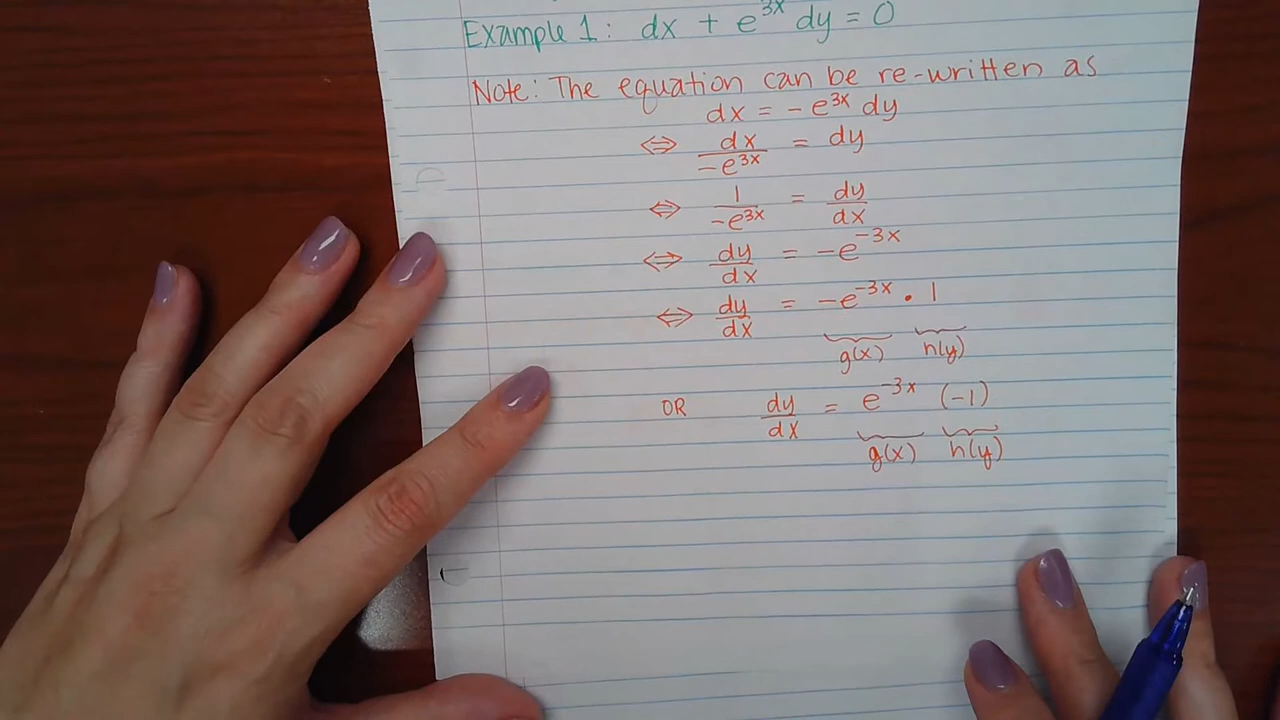 Example 1: dx + e^3x dy = 0
Note: The equation can be re-written as
dx = -e^3x dy
⇔ dx/-e^3x = dy
⇔ 1/-e^3x = dy/dx
⇔ dy/dx = -e^-3x
⇔ dy/dx = -e^-3x • 1
g(x) h(y)
OR dy/dx = e^-3x (-1)
g(x) h(y)